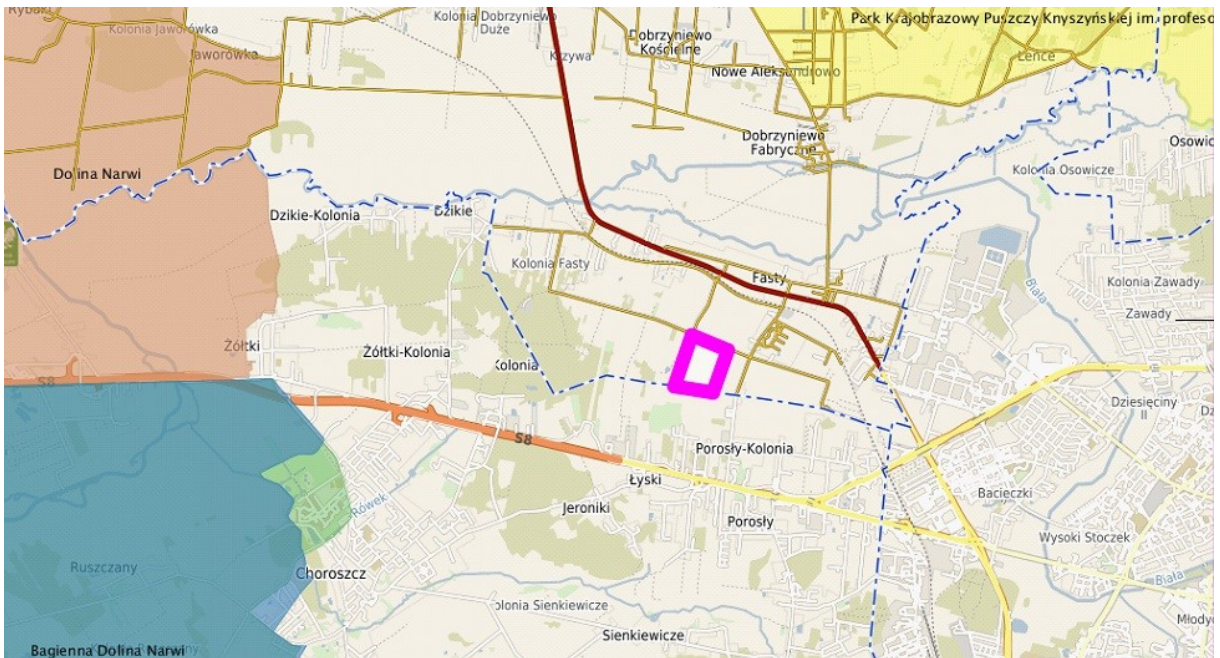 Kolonia Dobrzyniewo
Duże
Park Krajobrazowy Puszczy Knyszyńskiej im. profeso
Kolonia Jaworówka
Jaworówka
Krzywa
Dobrzyniewo
Kościelne
Nowe Aleksandrowo
Leńce
Dobrzyniewo
Fabryczne
Osowic
Kolonia Osowicze
Dolina Narwi
Dzikie-Kolonia
Dzikie
Kolonia Fasty
Fasty
Biała
Kolonia-Zawady
Zawady
Żółtki
Żółtki-Kolonia
Kolonia
S8
S8
Dziesięciny
II
Dz
Porosły-Kolonia
Łyski
Jeroniki
Porosły
Bacieczki
Wysoki Stoczek
Rówek
Ruszczany
Choroszcz
Biała
olonia Sienkiewicze
Sienkiewicze
Młody
Bagienna Dolina Narwi